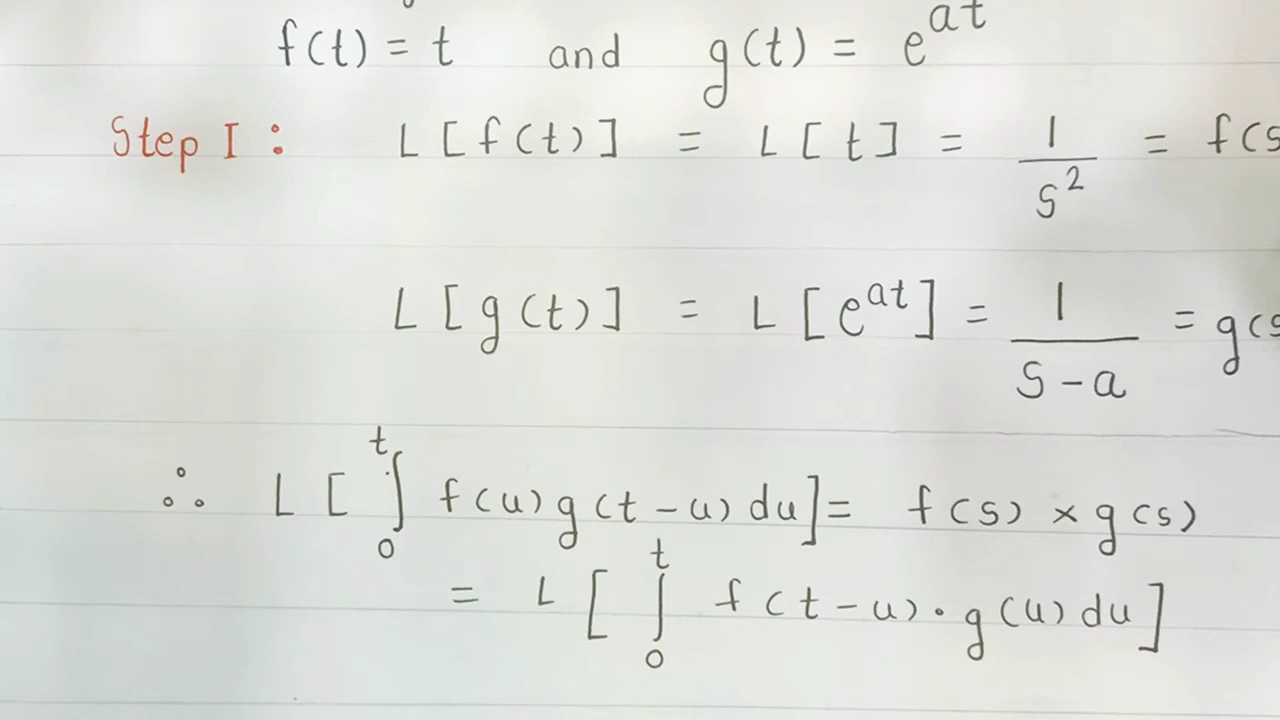 f(t) = t and g(t) = e^{at}
Step I : L [ f(t) ] = L [ t ] = 1/s^2 = f(s
L [ g(t) ] = L [ e^{at} ] = 1/(s-a) = g(s
∴ L [ ∫_0^t f(u) g(t-u) du ] = f(s) × g(s)
= L [ ∫_0^t f(t-u) · g(u) du ]